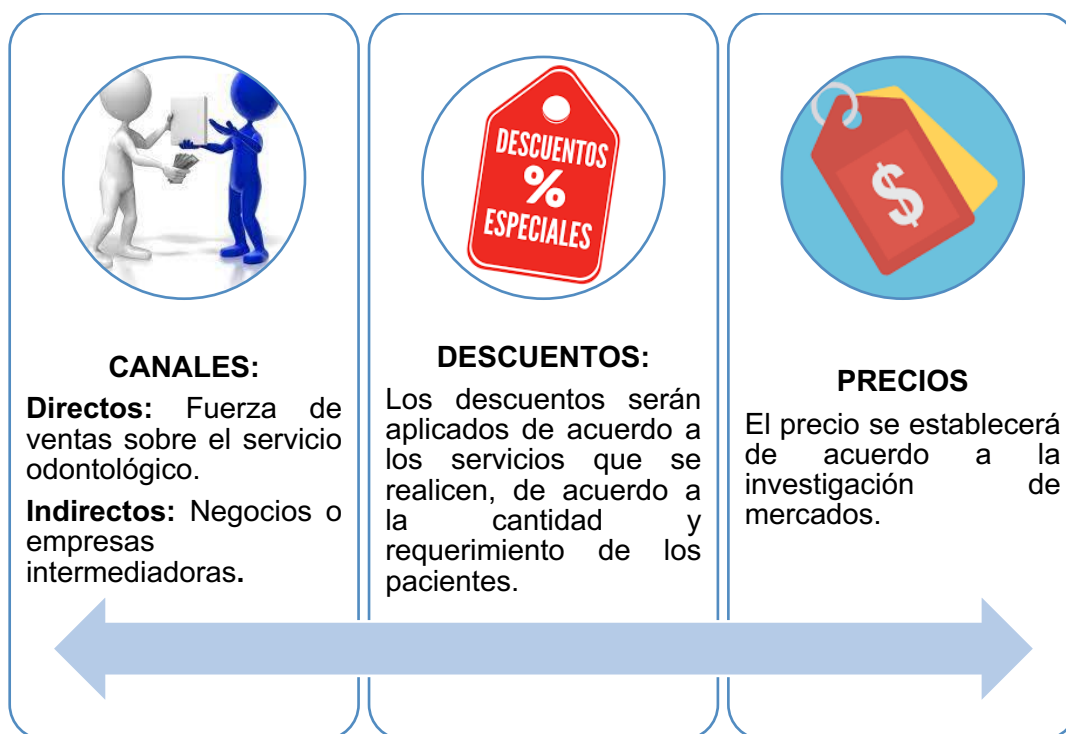 CANALES:
Directos: Fuerza de
ventas sobre el servicio
odontológico.
Indirectos: Negocios o
empresas
intermediadoras.
DESCUENTOS
%
ESPECIALES
DESCUENTOS:
Los descuentos serán
aplicados de acuerdo a
los servicios que se
realicen, de acuerdo a
la cantidad y
requerimiento de los
pacientes.
$
PRECIOS
El precio se establecerá
de acuerdo a la
investigación de
mercados.